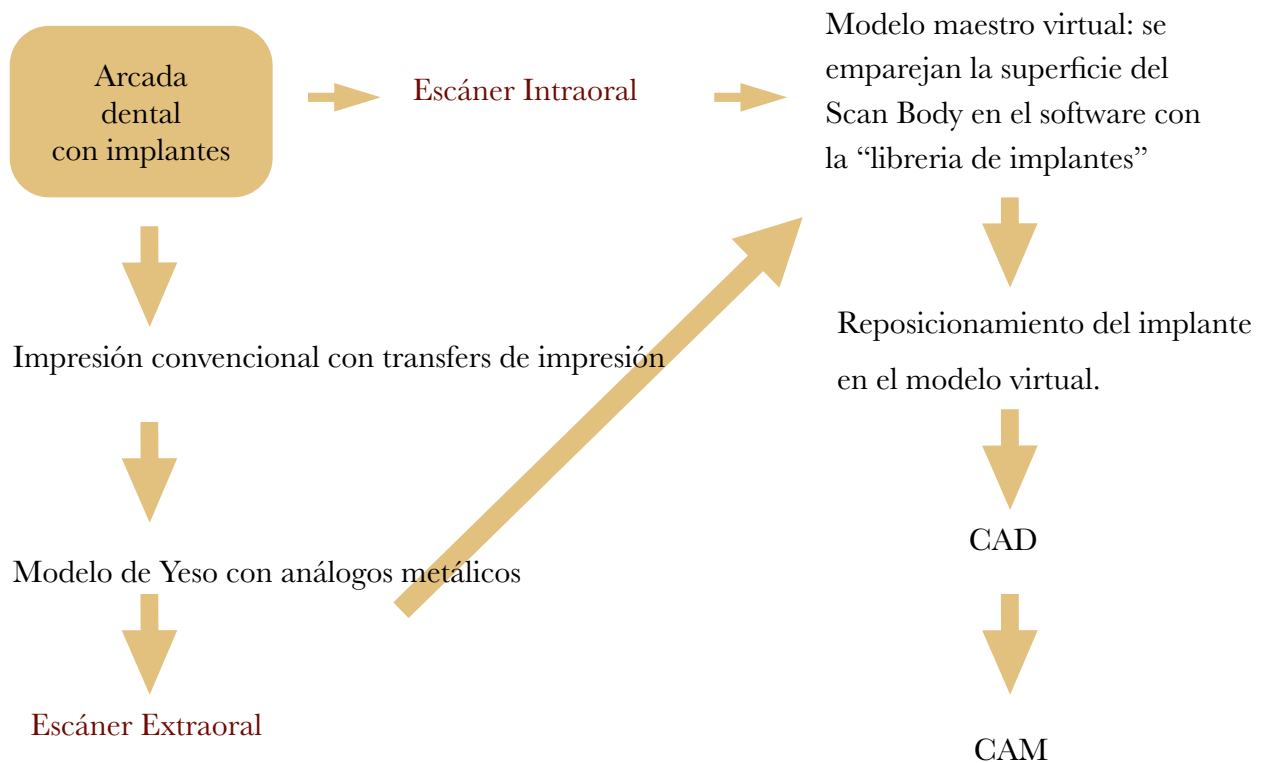 Arcada
dental
con implantes
Escáner Intraoral
Modelo maestro virtual: se
emparejan la superficie del
Scan Body en el software con
la “libreria de implantes”
Impresión convencional con transfers de impresión
Reposicionamiento del implante
en el modelo virtual.
Modelo de Yeso con análogos metálicos
CAD
Escáner Extraoral
CAM